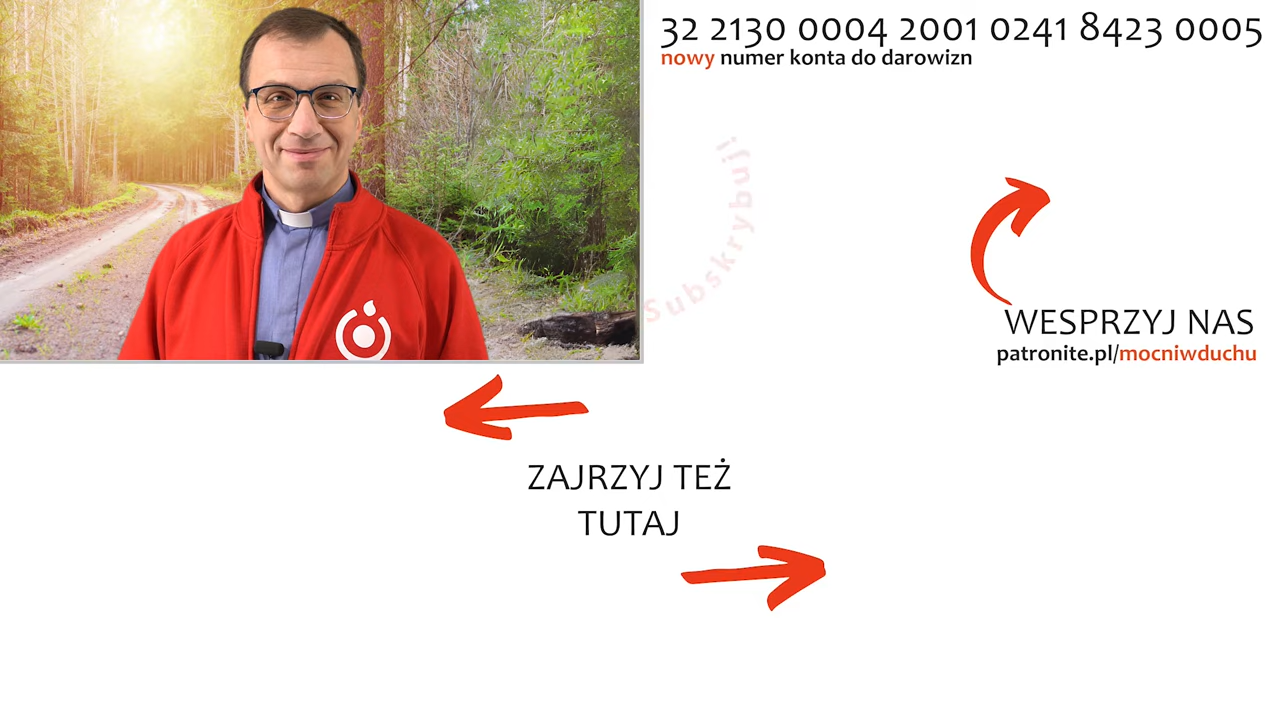 32 2130 0004 2001 0241 8423 0005
nowy numer konta do darowizn
Subskrybuj!
WESPRZYJ NAS
patronite.pl/mocniwduchu
ZAJRZYJ TEŻ
TUTAJ